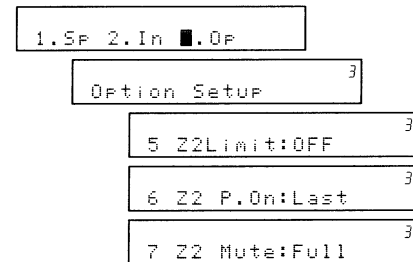 1.Sp 2.In █.Op
3
Option Setup
3
5 Z2Limit:OFF
3
6 Z2 P.On:Last
3
7 Z2 Mute:Full